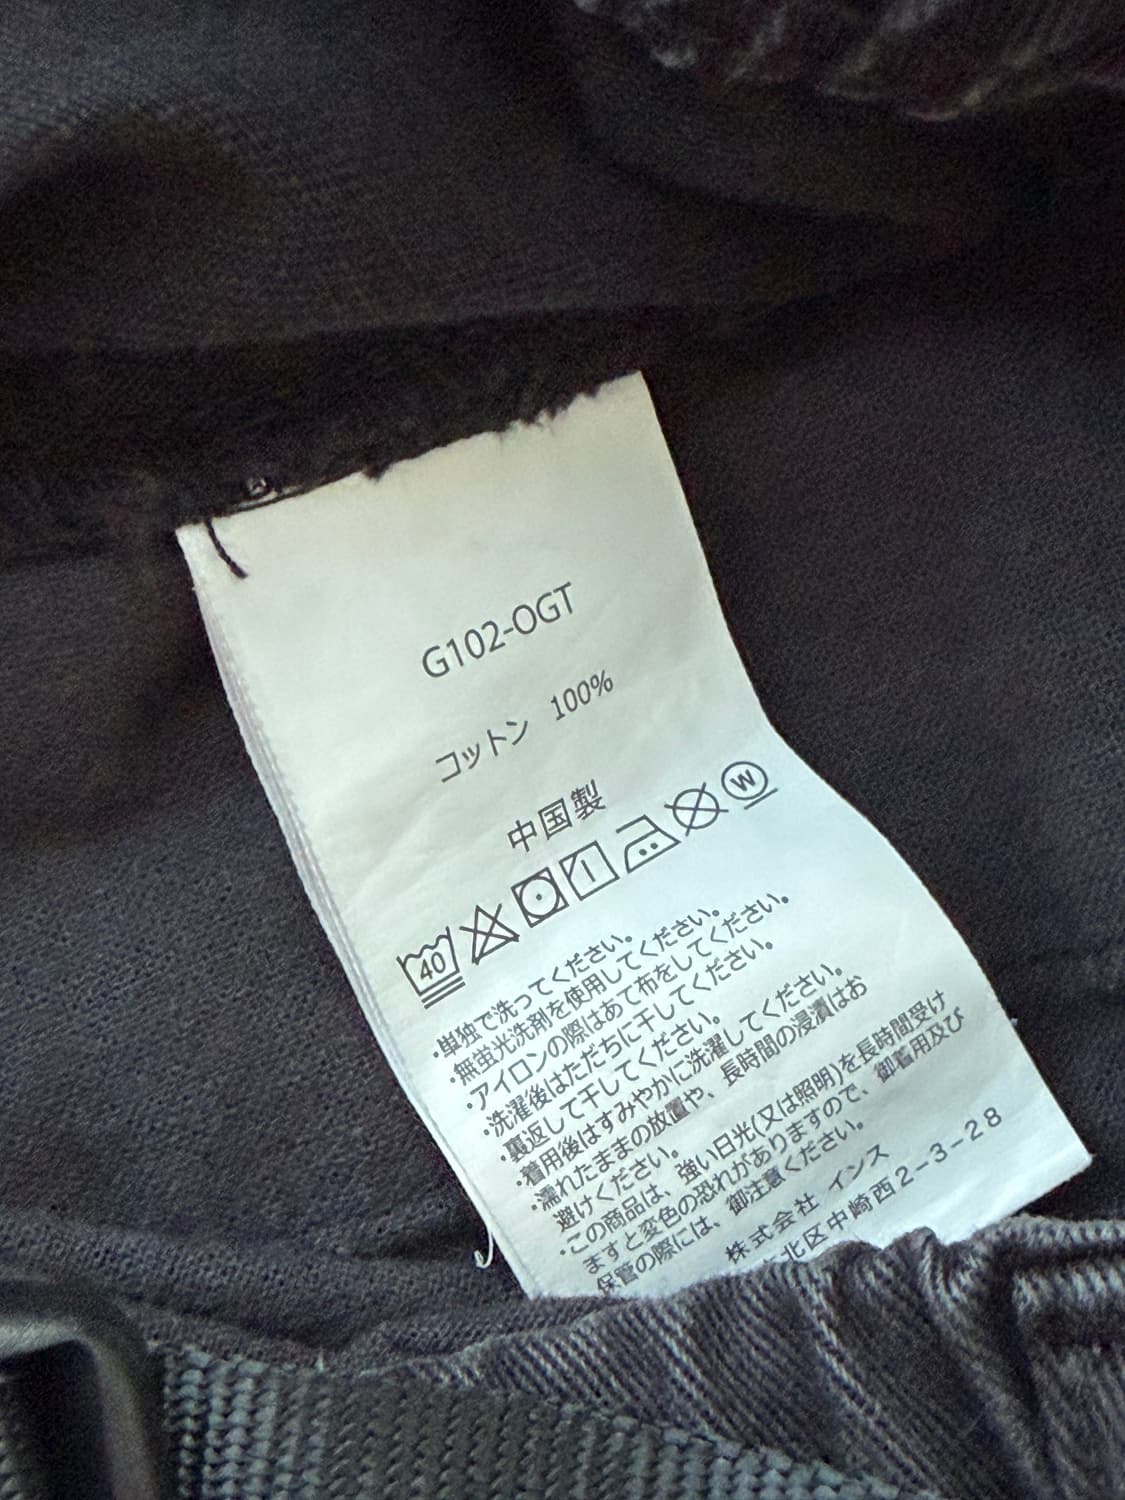 G102-OGT
コットン 100%
中国製
40 W
・単独で洗ってください。
・無蛍光洗剤を使用してください。
・アイロンの際はあて布をしてください。
・洗濯後はただちに干してください。
・裏返して干してください。
・着用後はすみやかに洗濯してください。
・濡れたままの放置や、長時間の浸漬はお
避けください。
・この商品は、強い日光(又は照明)を長時間受け
ますと変色の恐れがありますので、御着用及び
保管の際には、御注意ください。
株式会社 インス
北区中崎西2-3-28